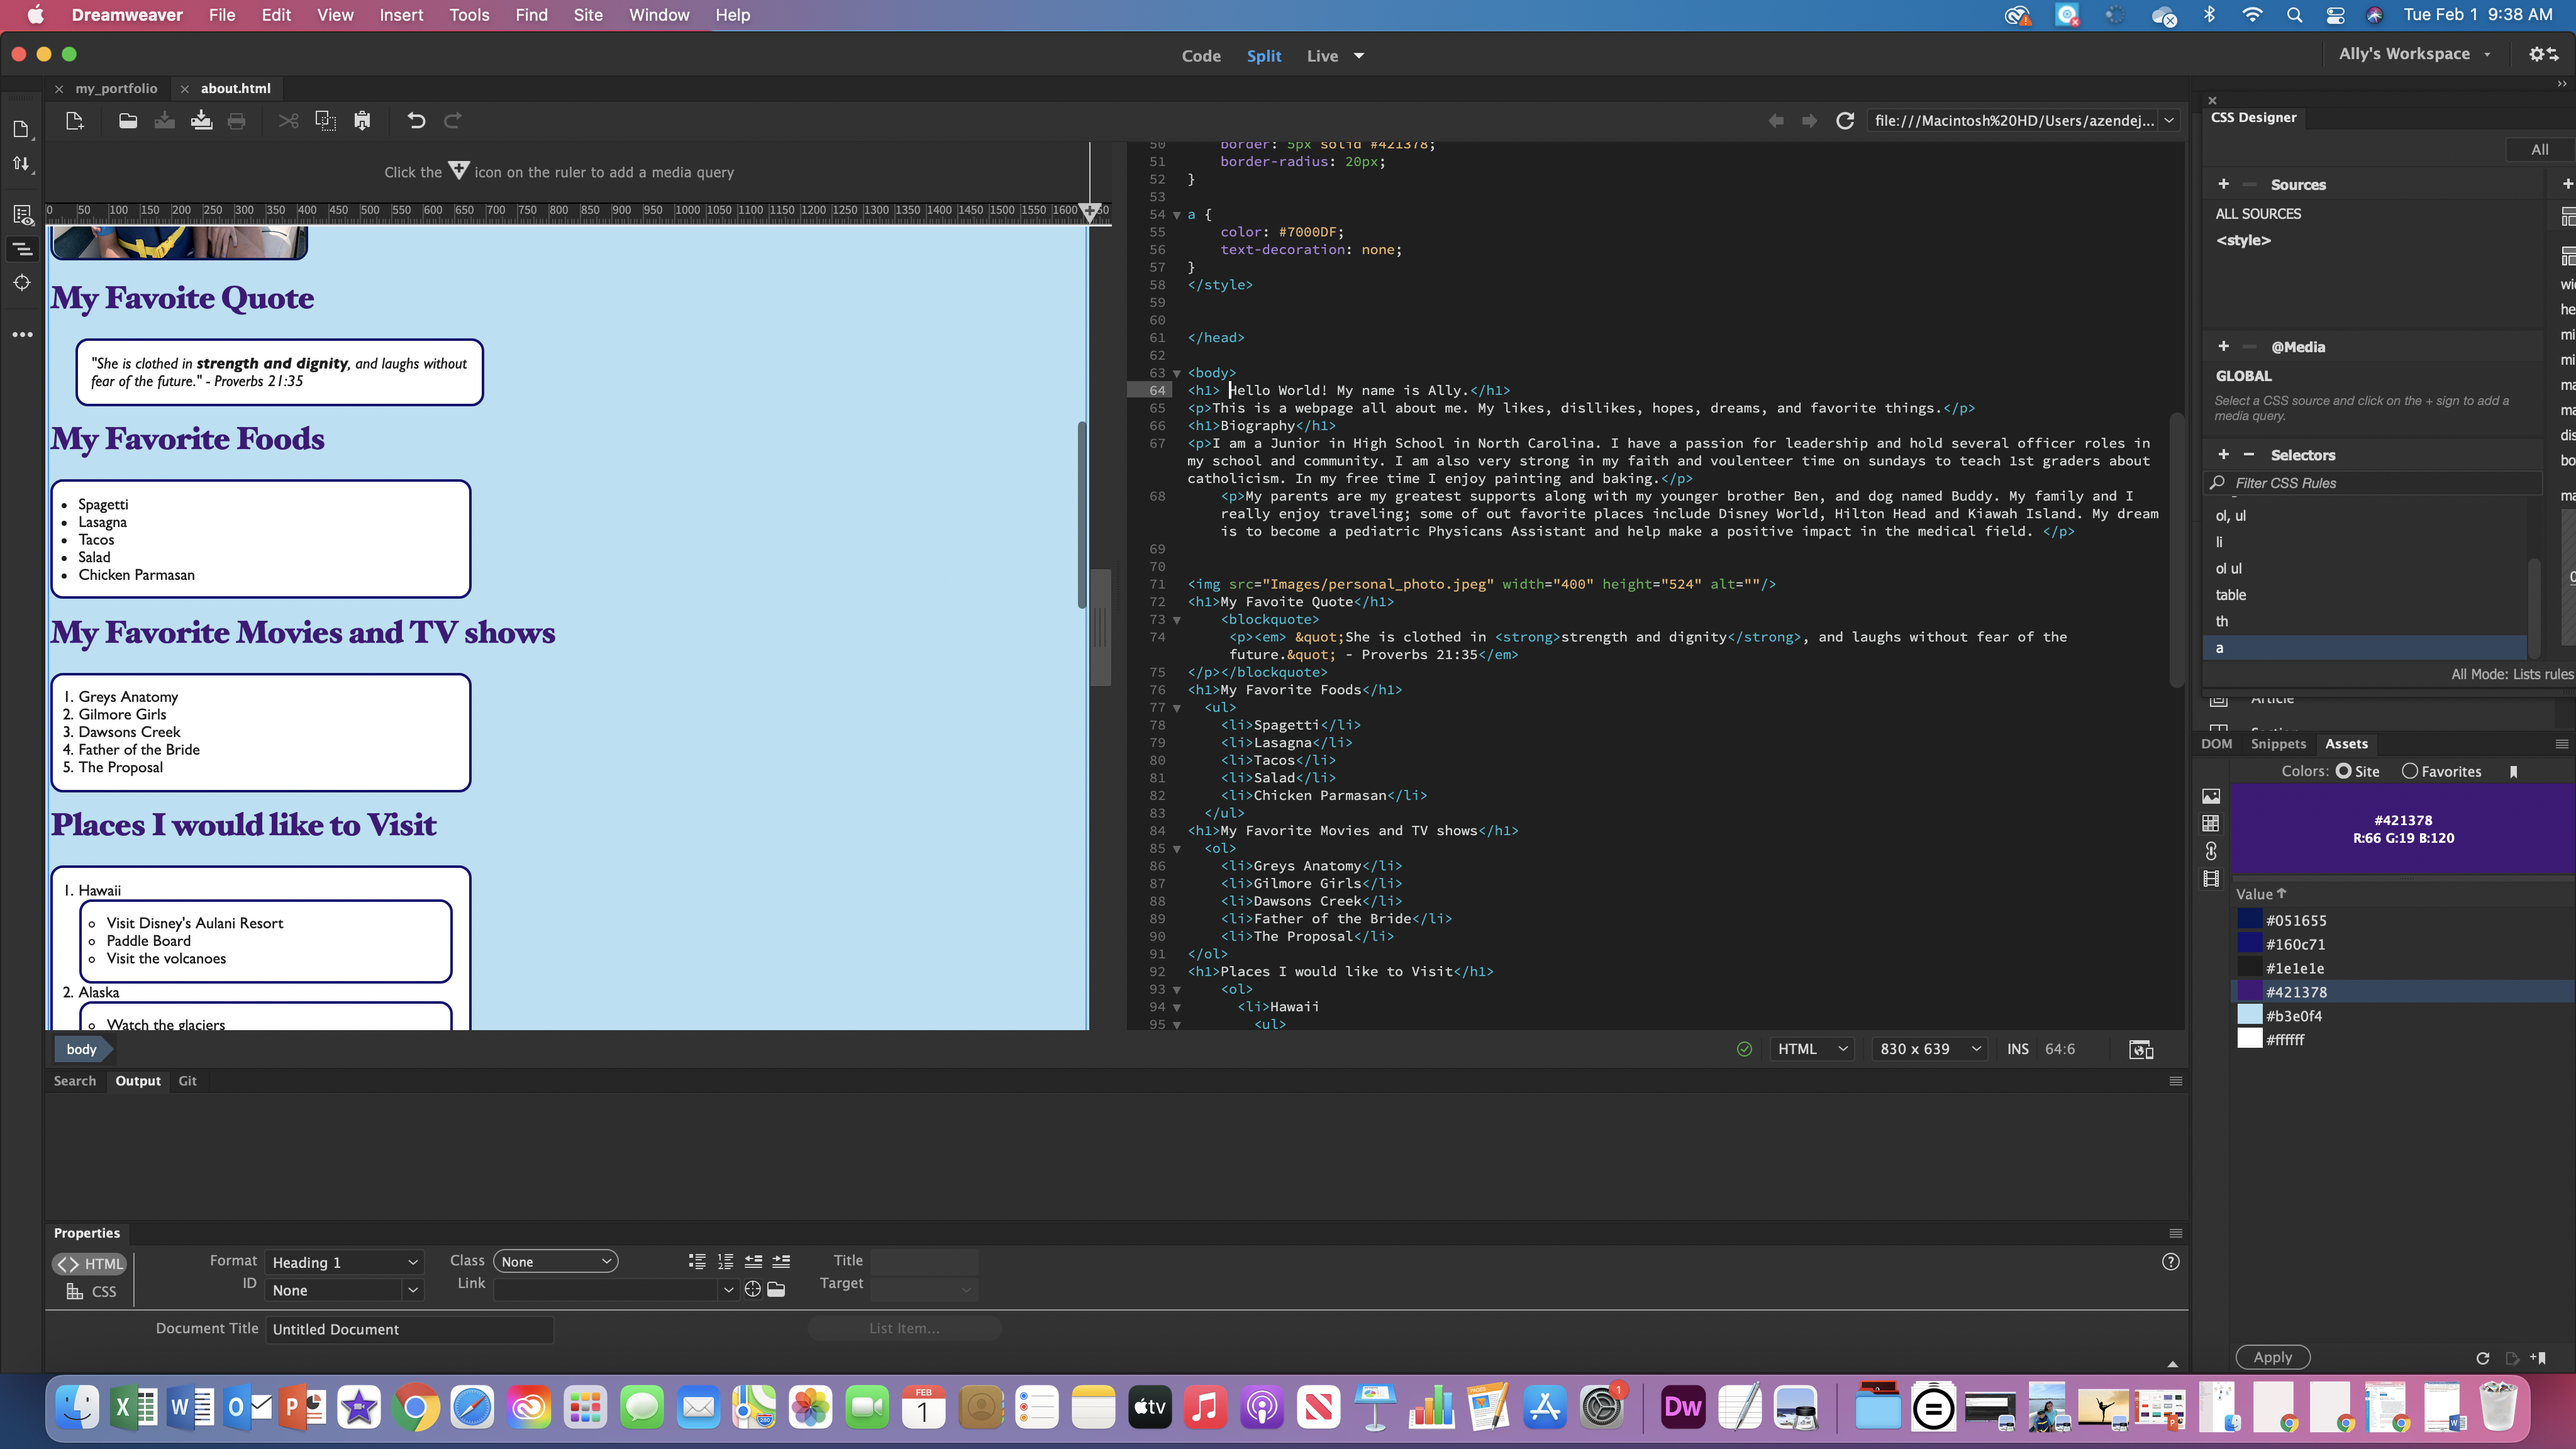 Dreamweaver File Edit View Insert Tools Find Site Window Help
Tue Feb 1 9:38 AM
Code Split Live
Ally's Workspace
my_portfolio
about.html
file:///Macintosh%20HD/Users/azendej...
Click the icon on the ruler to add a media query
0 50 100 150 200 250 300 350 400 450 500 550 600 650 700 750 800 850 900 950 1000 1050 1100 1150 1200 1250 1300 1350 1400 1450 1500 1550 1600
My Favoite Quote
"She is clothed in strength and dignity, and laughs without
fear of the future." - Proverbs 21:35
My Favorite Foods
Spagetti
Lasagna
Tacos
Salad
Chicken Parmasan
My Favorite Movies and TV shows
1. Greys Anatomy
2. Gilmore Girls
3. Dawsons Creek
4. Father of the Bride
5. The Proposal
Places I would like to Visit
1. Hawaii
Visit Disney's Aulani Resort
Paddle Board
Visit the volcanoes
2. Alaska
Watch the glaciers
50 border: 5px solid #421378;
51 border-radius: 20px;
52 }
53
54 a {
55 color: #7000DF;
56 text-decoration: none;
57 }
58 </style>
59
60
61 </head>
62
63 <body>
64 <h1> Hello World! My name is Ally.</h1>
65 <p>This is a webpage all about me. My likes, disllikes, hopes, dreams, and favorite things.</p>
66 <h1>Biography</h1>
67 <p>I am a Junior in High School in North Carolina. I have a passion for leadership and hold several officer roles in
my school and community. I am also very strong in my faith and voulenteer time on sundays to teach 1st graders about
catholicism. In my free time I enjoy painting and baking.</p>
68 <p>My parents are my greatest supports along with my younger brother Ben, and dog named Buddy. My family and I
really enjoy traveling; some of out favorite places include Disney World, Hilton Head and Kiawah Island. My dream
is to become a pediatric Physicans Assistant and help make a positive impact in the medical field. </p>
69
70
71 <img src="Images/personal_photo.jpeg" width="400" height="524" alt=""/>
72 <h1>My Favoite Quote</h1>
73 <blockquote>
74 <p><em> &quot;She is clothed in <strong>strength and dignity</strong>, and laughs without fear of the
future.&quot; - Proverbs 21:35</em>
75 </p></blockquote>
76 <h1>My Favorite Foods</h1>
77 <ul>
78 <li>Spagetti</li>
79 <li>Lasagna</li>
80 <li>Tacos</li>
81 <li>Salad</li>
82 <li>Chicken Parmasan</li>
83 </ul>
84 <h1>My Favorite Movies and TV shows</h1>
85 <ol>
86 <li>Greys Anatomy</li>
87 <li>Gilmore Girls</li>
88 <li>Dawsons Creek</li>
89 <li>Father of the Bride</li>
90 <li>The Proposal</li>
91 </ol>
92 <h1>Places I would like to Visit</h1>
93 <ol>
94 <li>Hawaii
95 <ul>
body
HTML 830 x 639 INS 64:6
Search Output Git
Properties
HTML
CSS
Format Heading 1
ID None
Class None
Link
Title
Target
Document Title Untitled Document
List Item...
CSS Designer
All
Sources
ALL SOURCES
<style>
@Media
GLOBAL
Select a CSS source and click on the + sign to add a
media query.
Selectors
Filter CSS Rules
ol, ul
li
ol ul
table
th
a
All Mode: Lists rules
Article
DOM Snippets Assets
Colors: Site Favorites
#421378
R:66 G:19 B:120
Value
#051655
#160c71
#1e1e1e
#421378
#b3e0f4
#ffffff
Apply
FEB
1
tv
1
Dw